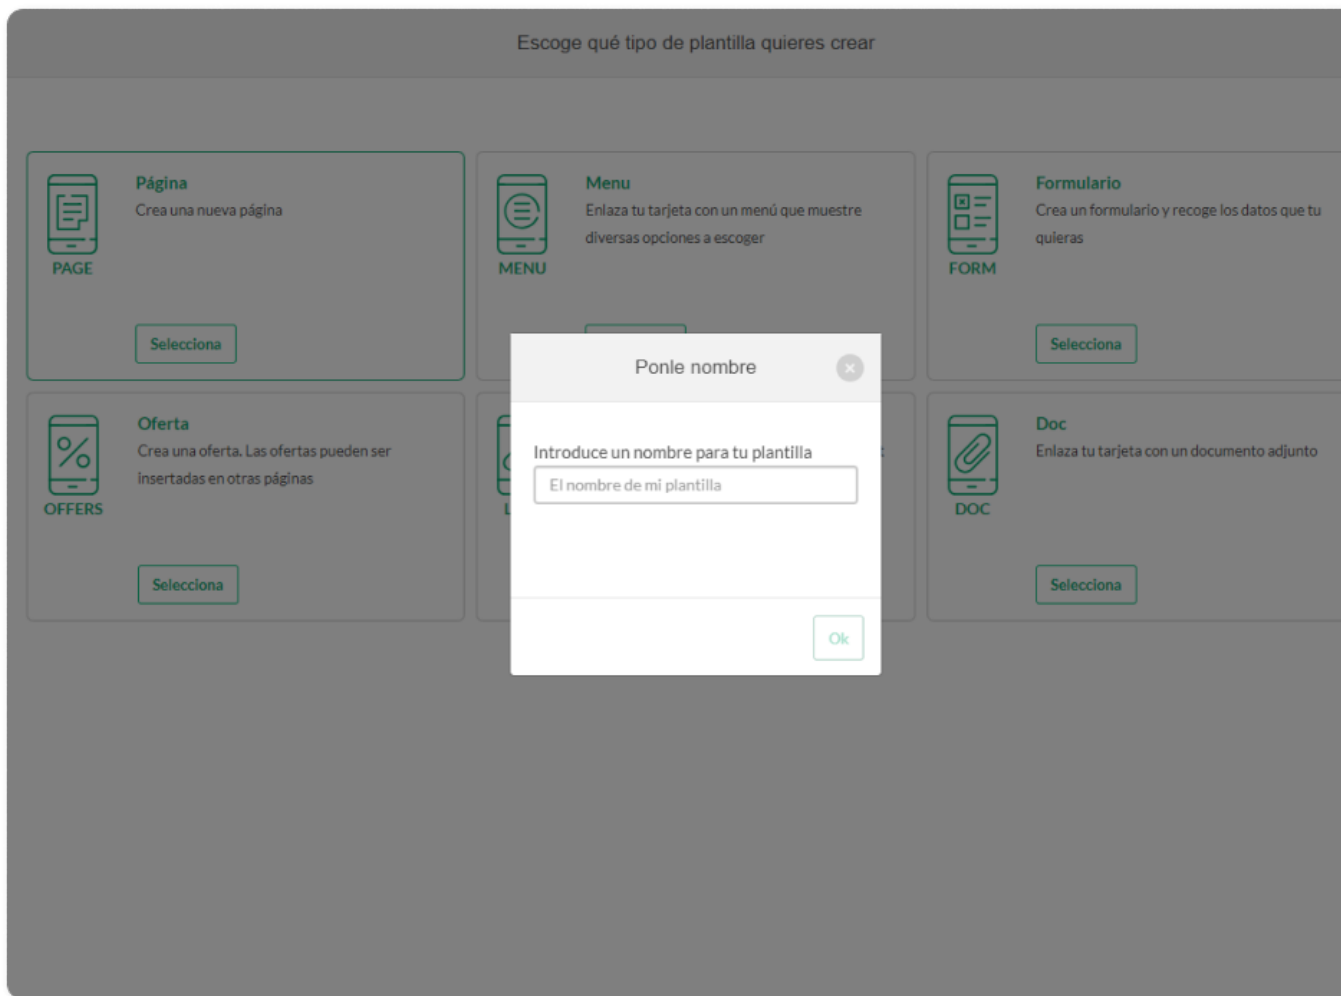 Escoge qué tipo de plantilla quieres crear
Página
Crea una nueva página
PAGE
Selecciona
Menu
Enlaza tu tarjeta con un menú que muestre
diversas opciones a escoger
MENU
Formulario
Crea un formulario y recoge los datos que tu
quieras
FORM
Selecciona
Oferta
Crea una oferta. Las ofertas pueden ser
insertadas en otras páginas
OFFERS
Selecciona
Doc
Enlaza tu tarjeta con un documento adjunto
DOC
Selecciona
Ponle nombre
Introduce un nombre para tu plantilla
El nombre de mi plantilla
Ok